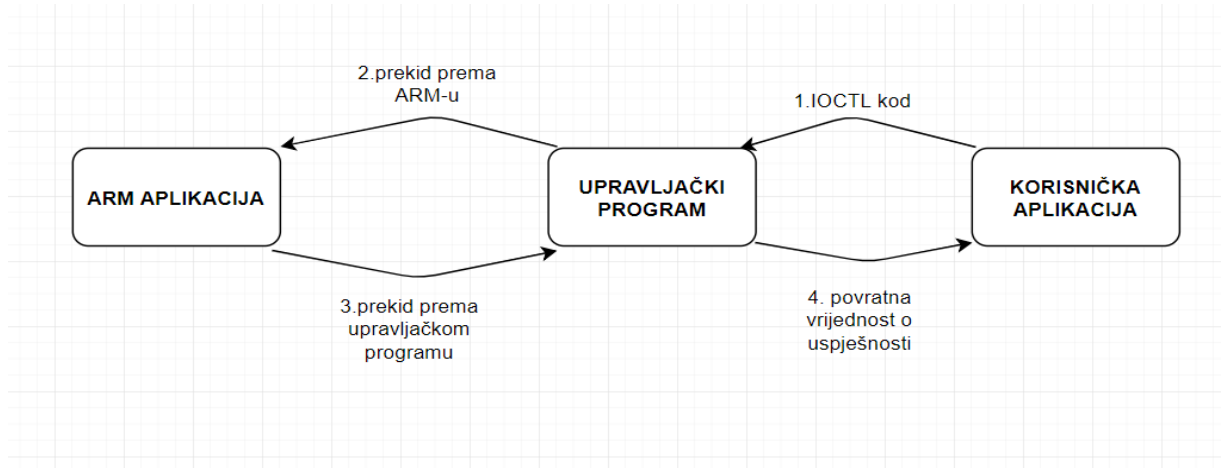 2.prekid prema
ARM-u
1.IOCTL kod
ARM APLIKACIJA
UPRAVLJAČKI
PROGRAM
KORISNIČKA
APLIKACIJA
3.prekid prema
upravljačkom
programu
4. povratna
vrijednost o
uspješnosti